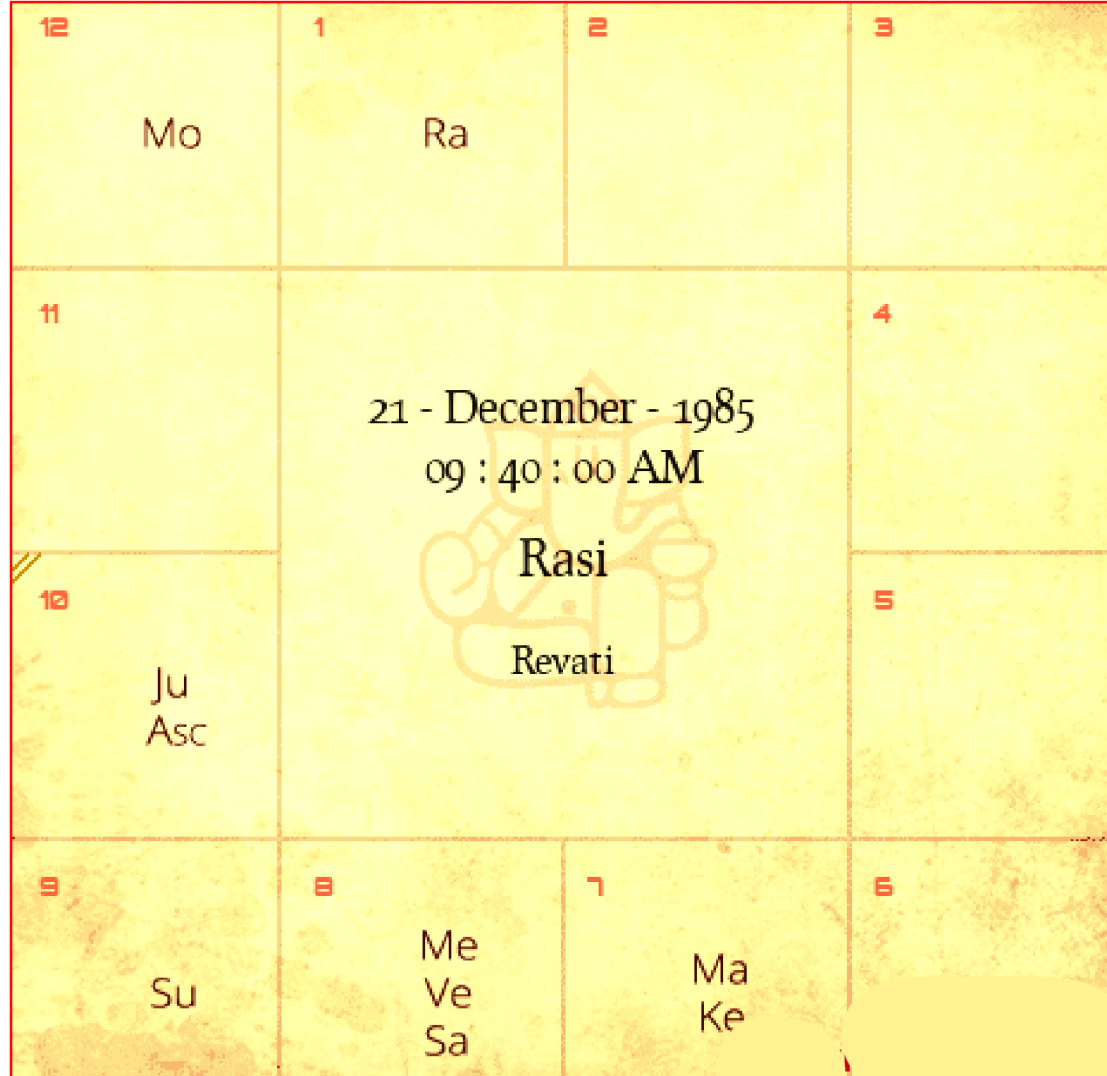 12
1
2
3
Mo
Ra
11
4
21 - December - 1985
09 : 40 : 00 AM
Rasi
Revati
10
5
Ju
Asc
9
8
7
6
Su
Me
Ve
Sa
Ma
Ke